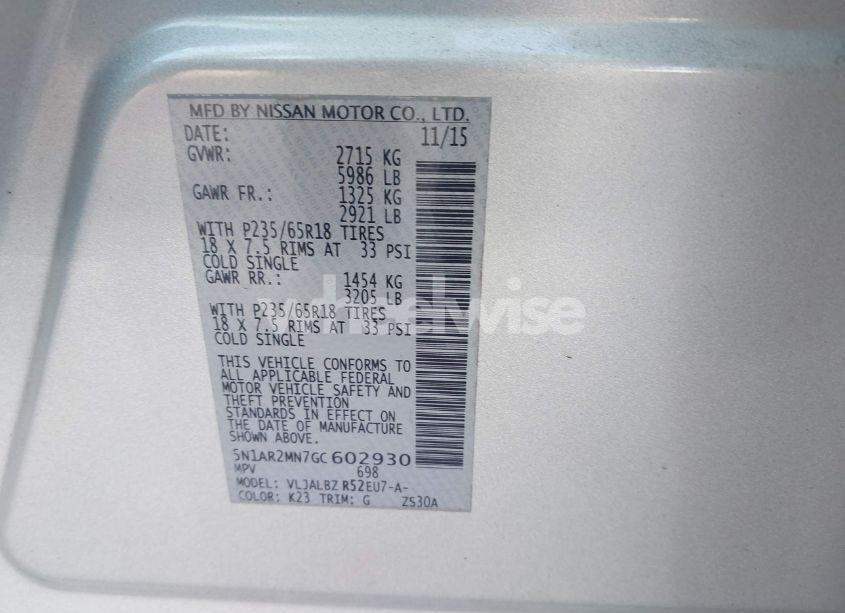 MFD BY NISSAN MOTOR CO., LTD.
DATE: 11/15
GVWR: 2715 KG
5986 LB
GAWR FR.: 1325 KG
2921 LB
WITH P235/65R18 TIRES
18 X 7.5 RIMS AT 33 PSI
COLD SINGLE
GAWR RR.: 1454 KG
3205 LB
WITH P235/65R18 TIRES
18 X 7.5 RIMS AT 33 PSI
COLD SINGLE
THIS VEHICLE CONFORMS TO
ALL APPLICABLE FEDERAL
MOTOR VEHICLE SAFETY AND
THEFT PREVENTION
STANDARDS IN EFFECT ON
THE DATE OF MANUFACTURE
SHOWN ABOVE.
5N1AR2MN7GC602930
MPV 698
MODEL: VLJALBZ R52EU7-A-
COLOR: K23 TRIM: G ZS30A